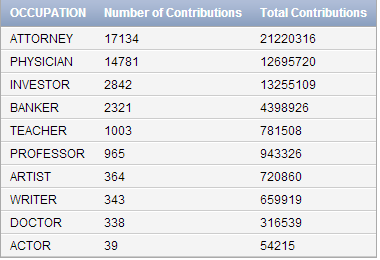 OCCUPATION Number of Contributions Total Contributions
ATTORNEY 17134 21220316
PHYSICIAN 14781 12695720
INVESTOR 2842 13255109
BANKER 2321 4398926
TEACHER 1003 781508
PROFESSOR 965 943326
ARTIST 364 720860
WRITER 343 659919
DOCTOR 338 316539
ACTOR 39 54215